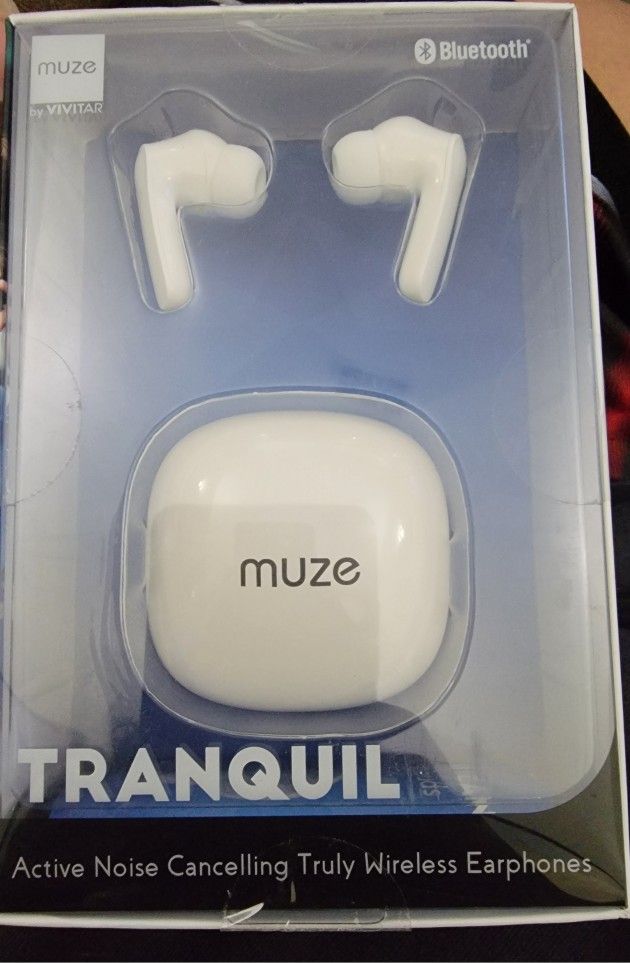 muze
by VIVITAR
Bluetooth®
muze
TRANQUIL
Active Noise Cancelling Truly Wireless Earphones